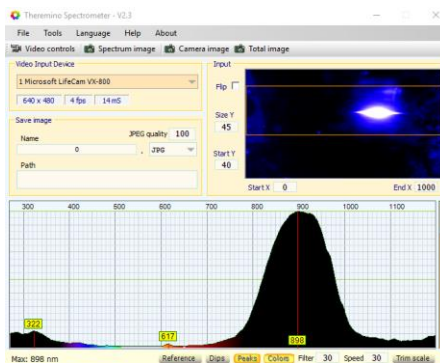 Theremino Spectrometer - V2.3
File Tools Language Help About
Video controls Spectrum image Camera image Total image
Video Input Device
1 Microsoft LifeCam VX-800
640 x 480 4 fps 14 mS
Save image
Name JPEG quality 100
0 . JPG
Path
Input
Flip
Size Y
45
Start Y
40
Start X 0 End X 1000
300 400 500 600 700 800 900 1000 1100
322
617
898
Max: 898 nm Reference Dips Peaks Colors Filter 30 Speed 30 Trim scale